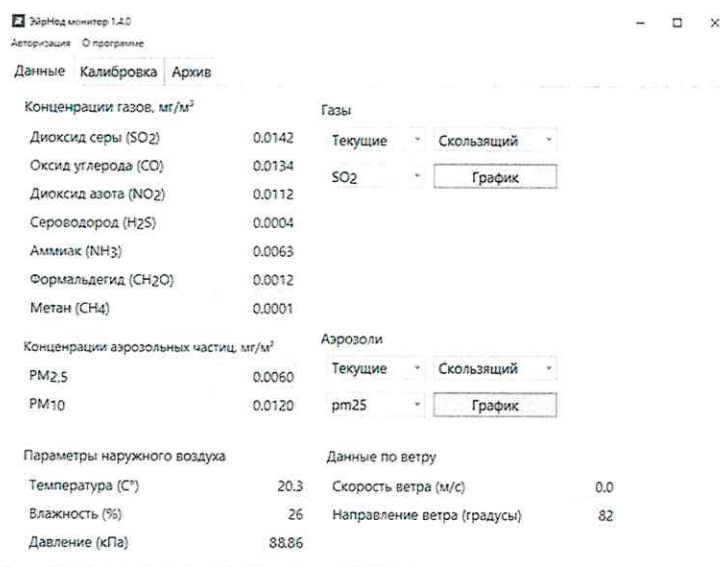 ЭйрНод монитор 1.4.0
Авторизация О программе
Данные Калибровка Архив
Конценрации газов, мг/м³
Диоксид серы (SO2) 0.0142
Оксид углерода (CO) 0.0134
Диоксид азота (NO2) 0.0112
Сероводород (H2S) 0.0004
Аммиак (NH3) 0.0063
Формальдегид (CH2O) 0.0012
Метан (CH4) 0.0001
Газы
Текущие Скользящий
SO2 График
Конценрации аэрозольных частиц, мг/м³
PM2,5 0.0060
PM10 0.0120
Аэрозоли
Текущие Скользящий
pm25 График
Параметры наружного воздуха
Температура (C°) 20.3
Влажность (%) 26
Давление (кПа) 88.86
Данные по ветру
Скорость ветра (м/с) 0.0
Направление ветра (градусы) 82